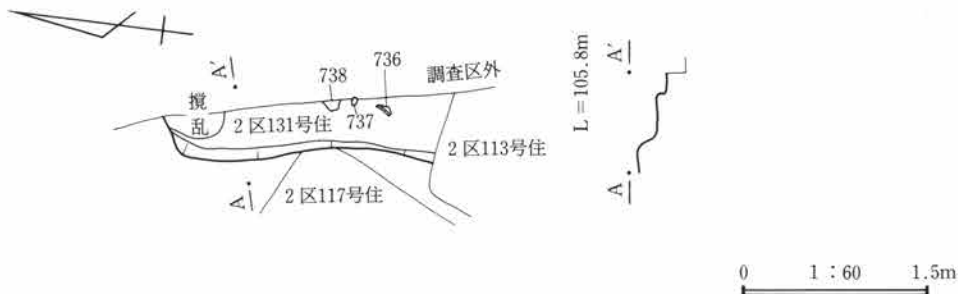 A′
738
736
調査区外
撹乱
2区131号住
737
2区113号住
A
2区117号住
L＝105.8m
A′
A
0 1：60 1.5m